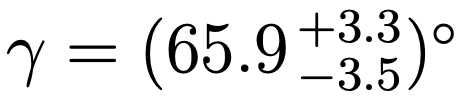 γ = (65.9 +3.3 −3.5)°